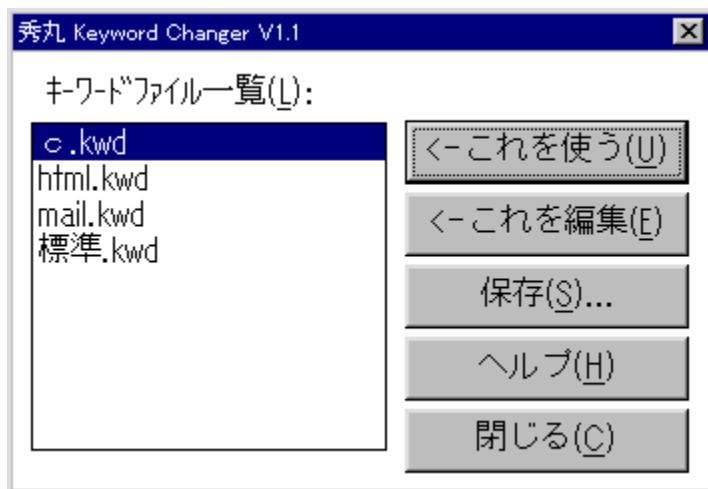 秀丸 Keyword Changer V1.1
ｷｰﾜｰﾄﾞﾌｧｲﾙ一覧(L):
ｃ.kwd
html.kwd
mail.kwd
標準.kwd
<-これを使う(U)
<-これを編集(E)
保存(S)...
ヘルプ(H)
閉じる(C)